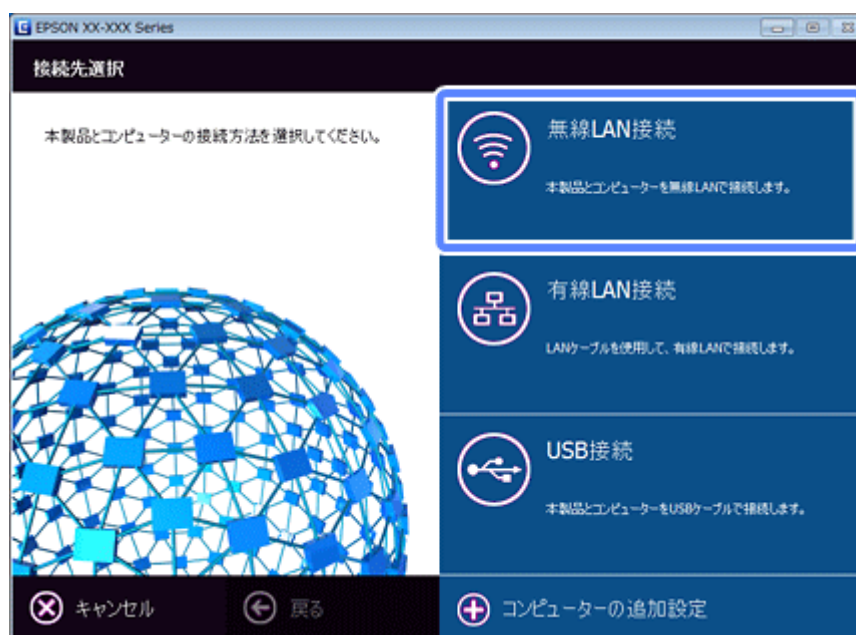 EPSON XX-XXX Series
接続先選択
本製品とコンピューターの接続方法を選択してください。
無線LAN接続
本製品とコンピューターを無線LANで接続します。
有線LAN接続
LANケーブルを使用して、有線LANで接続します。
USB接続
本製品とコンピューターをUSBケーブルで接続します。
キャンセル
戻る
コンピューターの追加設定